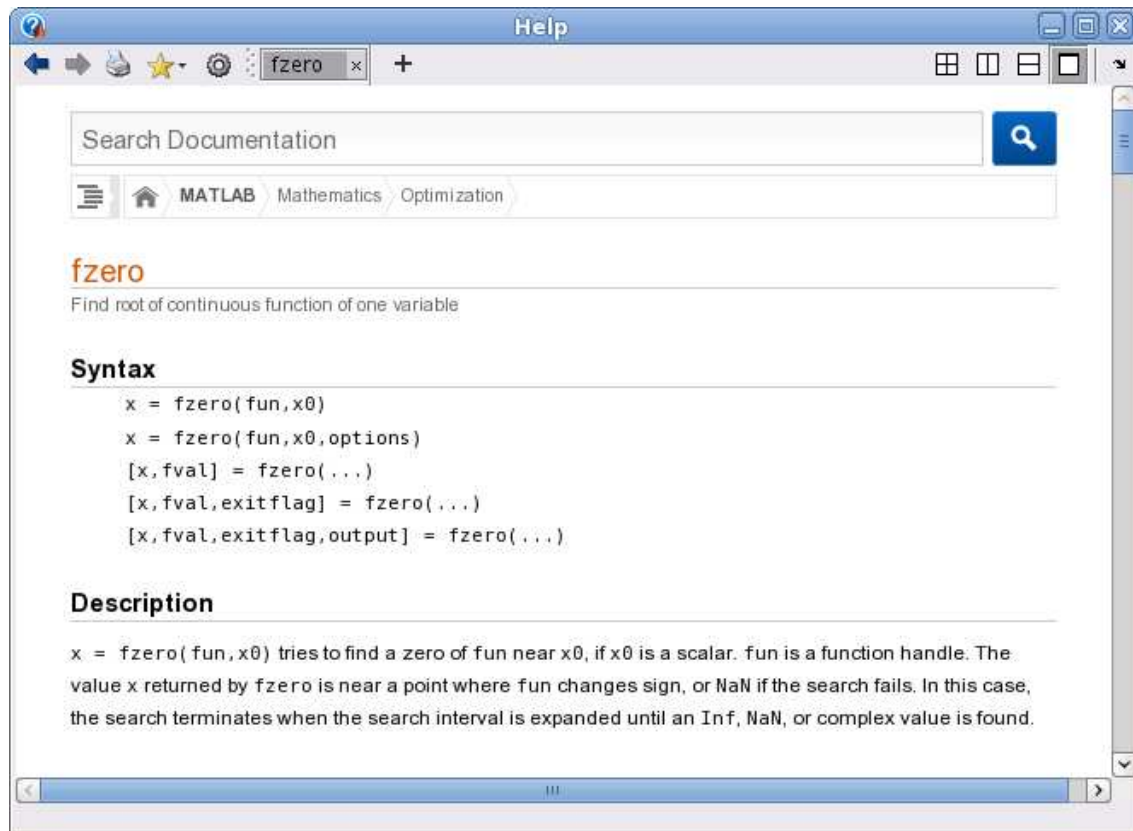 Help
fzero
Search Documentation
MATLAB Mathematics Optimization
fzero
Find root of continuous function of one variable
Syntax
x = fzero(fun,x0)
x = fzero(fun,x0,options)
[x,fval] = fzero(...)
[x,fval,exitflag] = fzero(...)
[x,fval,exitflag,output] = fzero(...)
Description
x = fzero(fun,x0) tries to find a zero of fun near x0, if x0 is a scalar. fun is a function handle. The
value x returned by fzero is near a point where fun changes sign, or NaN if the search fails. In this case,
the search terminates when the search interval is expanded until an Inf, NaN, or complex value is found.